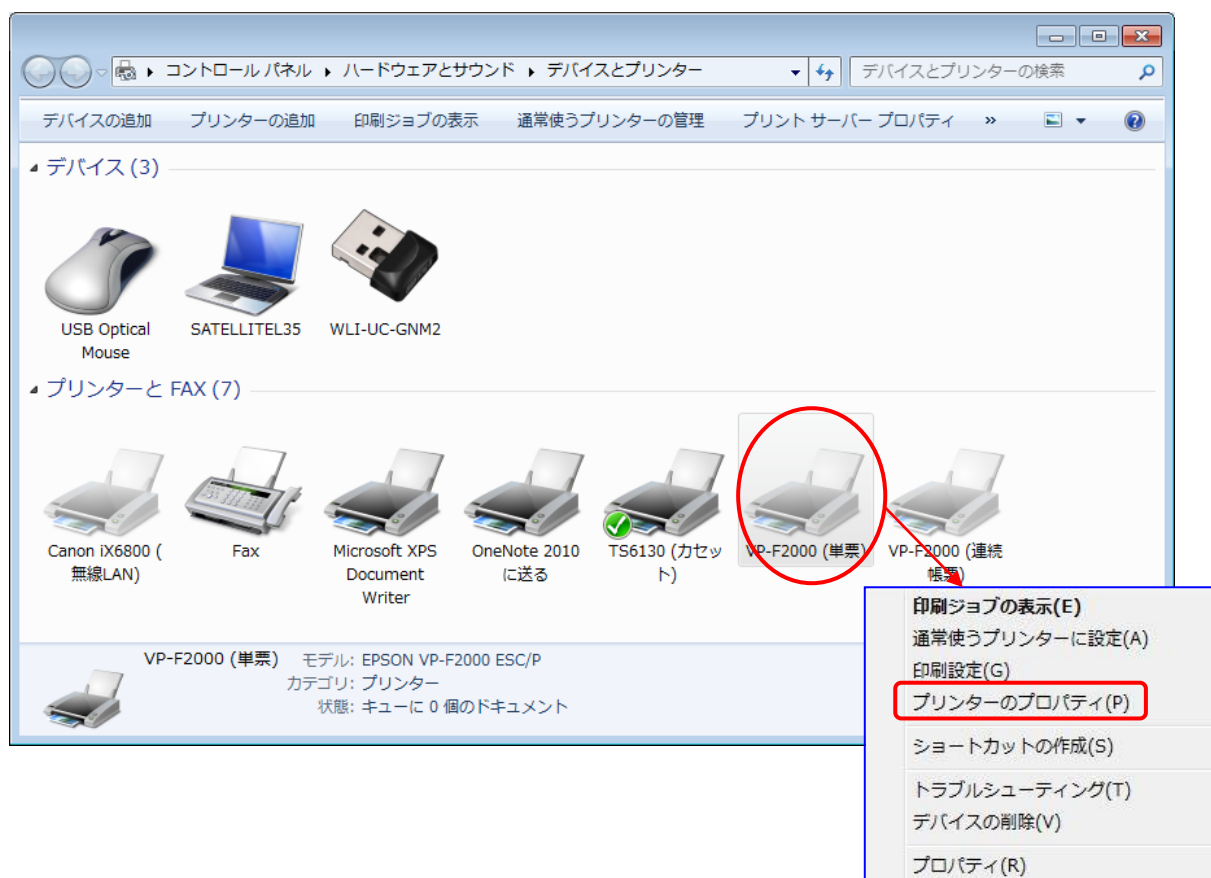 コントロール パネル ▸ ハードウェアとサウンド ▸ デバイスとプリンター
デバイスとプリンターの検索
デバイスの追加 プリンターの追加 印刷ジョブの表示 通常使うプリンターの管理 プリント サーバー プロパティ »
デバイス (3)
USB Optical
Mouse
SATELLITEL35
WLI-UC-GNM2
プリンターと FAX (7)
Canon iX6800 (
無線LAN)
Fax
Microsoft XPS
Document
Writer
OneNote 2010
に送る
TS6130 (カセッ
ト)
VP-F2000 (単票)
VP-F2000 (連続
帳票)
VP-F2000 (単票) モデル: EPSON VP-F2000 ESC/P
カテゴリ: プリンター
状態: キューに 0 個のドキュメント
印刷ジョブの表示(E)
通常使うプリンターに設定(A)
印刷設定(G)
プリンターのプロパティ(P)
ショートカットの作成(S)
トラブルシューティング(T)
デバイスの削除(V)
プロパティ(R)